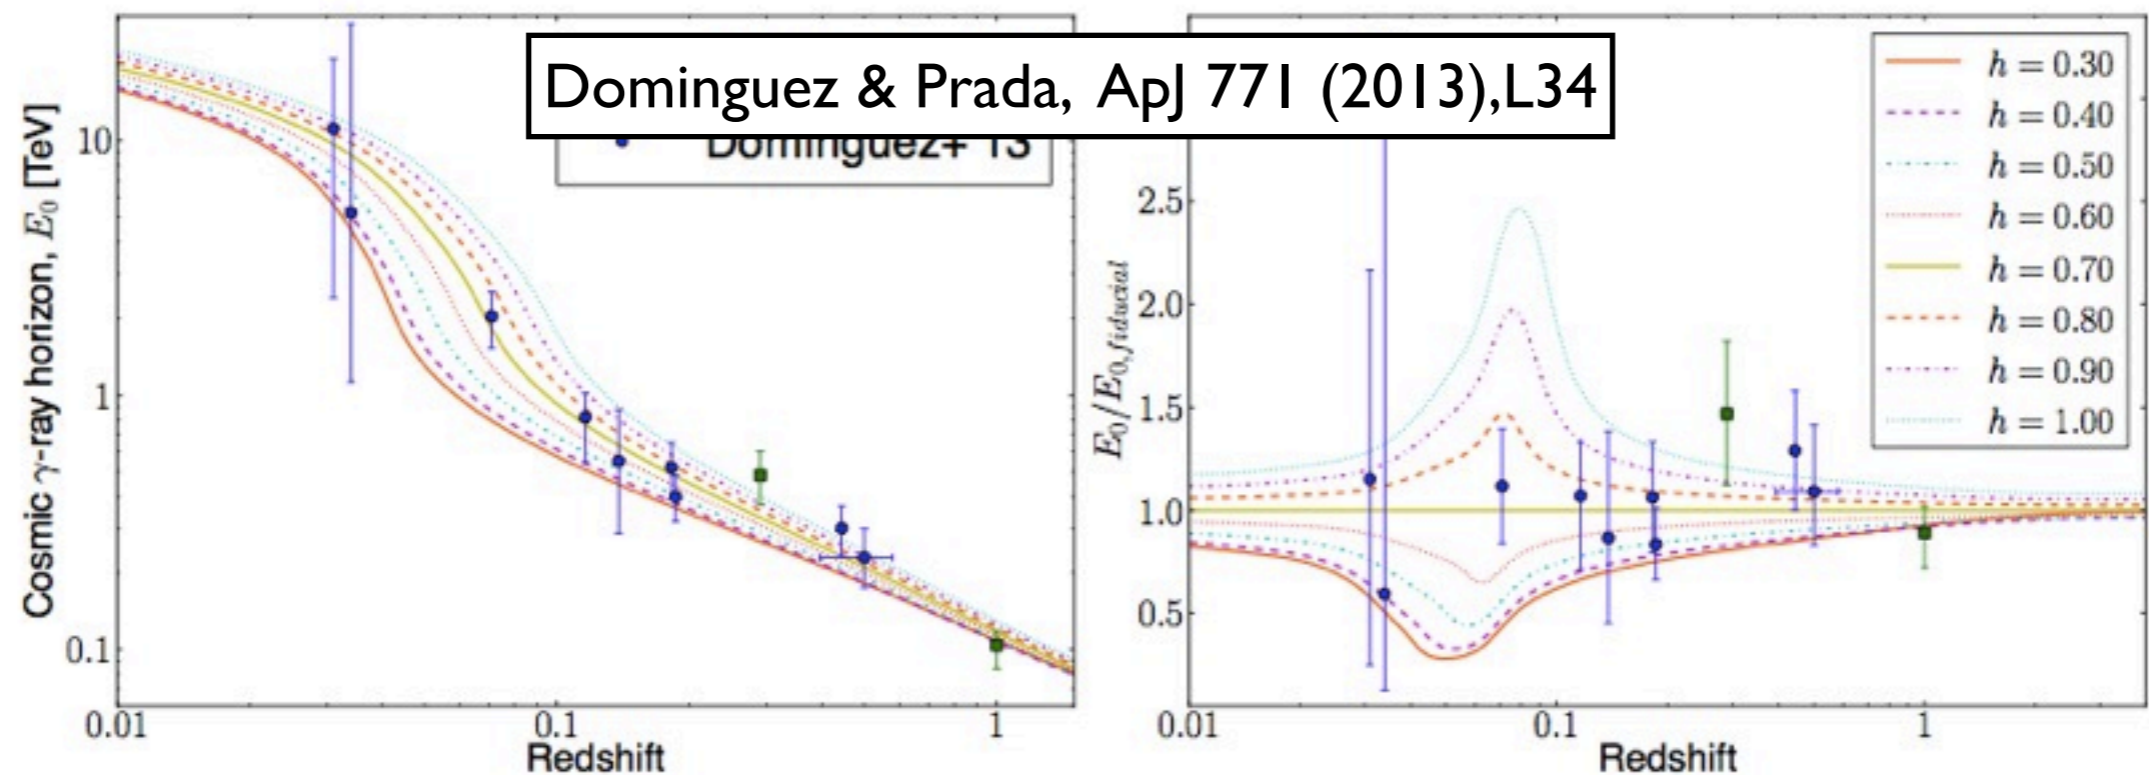 Dominguez & Prada, ApJ 771 (2013),L34
Dominguez+ 13
Cosmic γ-ray horizon, E₀ [TeV]
10
1
0.1
0.01
0.1
1
Redshift
E₀/E₀,fiducial
2.5
2.0
1.5
1.0
0.5
0.01
0.1
1
Redshift
h = 0.30
h = 0.40
h = 0.50
h = 0.60
h = 0.70
h = 0.80
h = 0.90
h = 1.00